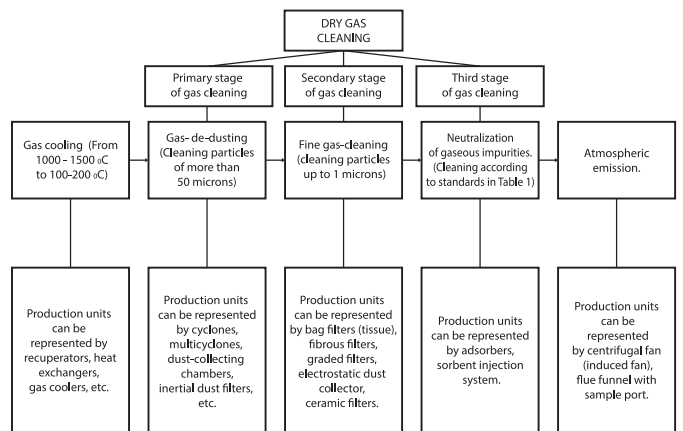 DRY GAS
CLEANING
Primary stage
of gas cleaning
Secondary stage
of gas cleaning
Third stage
of gas cleaning
Gas cooling (From
1000 - 1500 oC
to 100-200 oC)
Gas- de-dusting
(Cleaning particles
of more than
50 microns)
Fine gas-cleaning
(cleaning particles
up to 1 microns)
Neutralization
of gaseous impurities.
(Cleaning according
to standards in Table 1)
Atmospheric
emission.
Production units
can be
represented by
recuperators, heat
exchangers,
gas coolers, etc.
Production units
can be represented
by cyclones,
multicyclones,
dust-collecting
chambers,
inertial dust filters,
etc.
Production units
can be represented
by bag filters (tissue),
fibrous filters,
graded filters,
electrostatic dust
collector,
ceramic filters.
Production units
can be represented
by adsorbers,
sorbent injection
system.
Production units
can be
represented
by centrifugal fan
(induced fan),
flue funnel with
sample port.